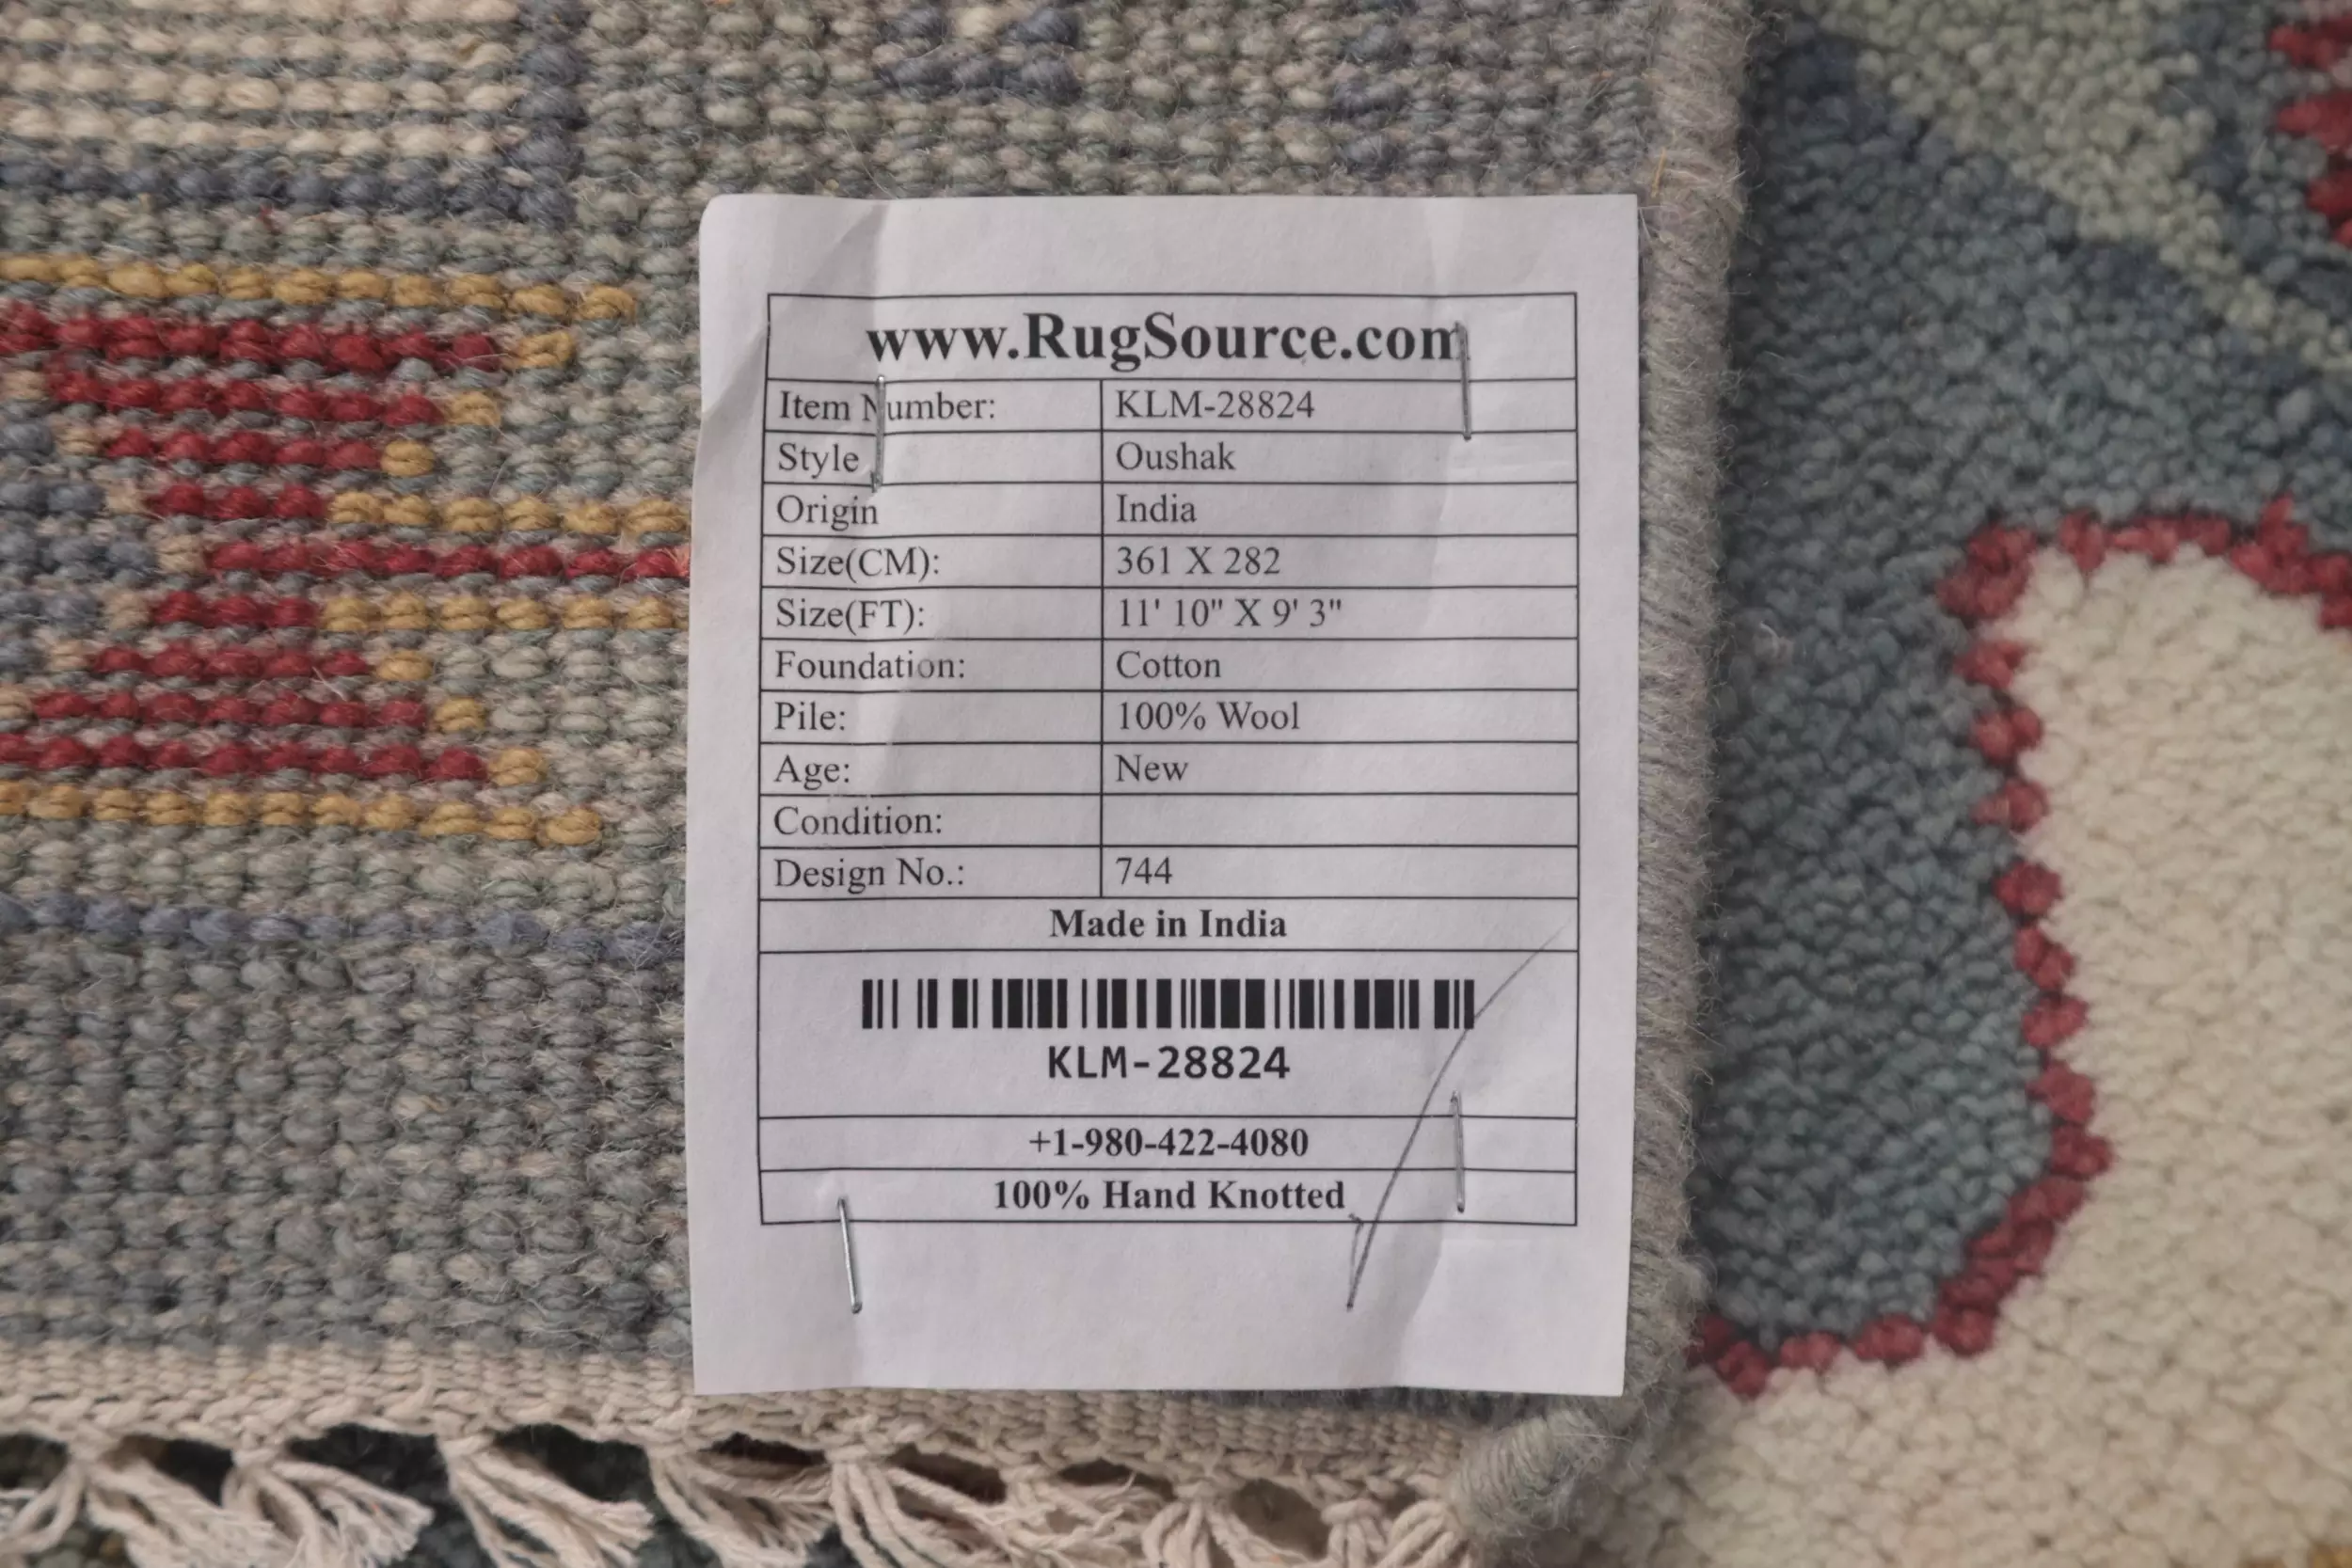 www.RugSource.com
Item Number: KLM-28824
Style Oushak
Origin India
Size(CM): 361 X 282
Size(FT): 11' 10" X 9' 3"
Foundation: Cotton
Pile: 100% Wool
Age: New
Condition:
Design No.: 744
Made in India
KLM-28824
+1-980-422-4080
100% Hand Knotted